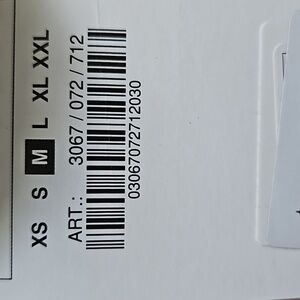 XS S M L XL XXL
ART.: 3067 / 072 / 712
03067072712030